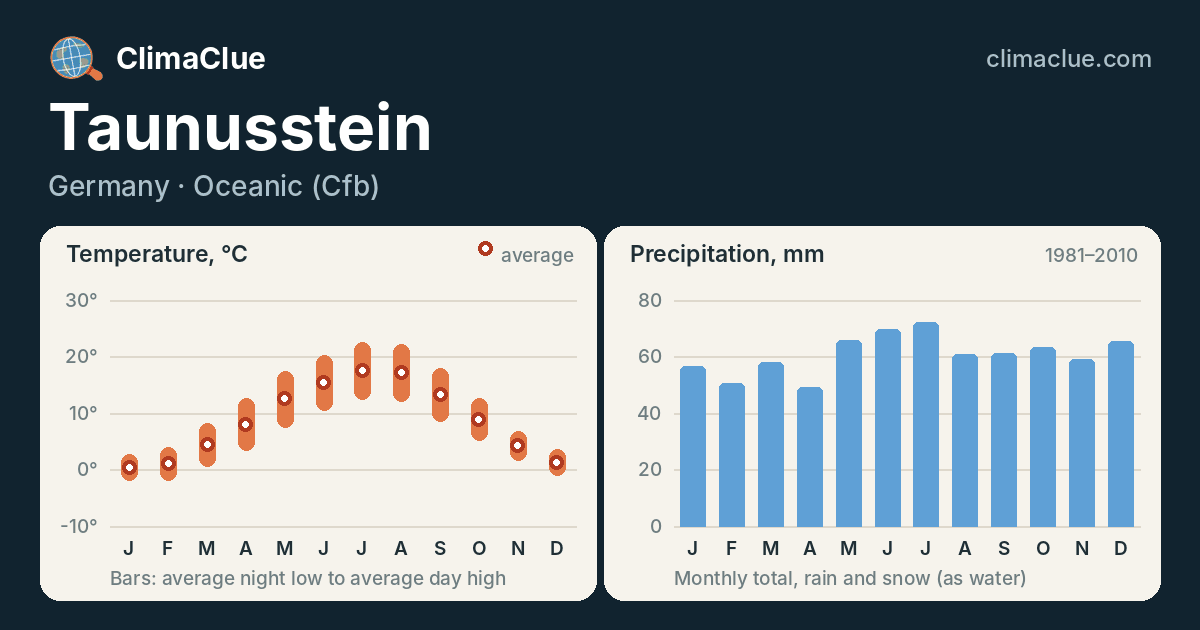 ClimaClue
climaclue.com
Taunusstein
Germany · Oceanic (Cfb)
Temperature, °C
average
30°
20°
10°
0°
-10°
J F M A M J J A S O N D
Bars: average night low to average day high
Precipitation, mm
1981–2010
80
60
40
20
0
J F M A M J J A S O N D
Monthly total, rain and snow (as water)